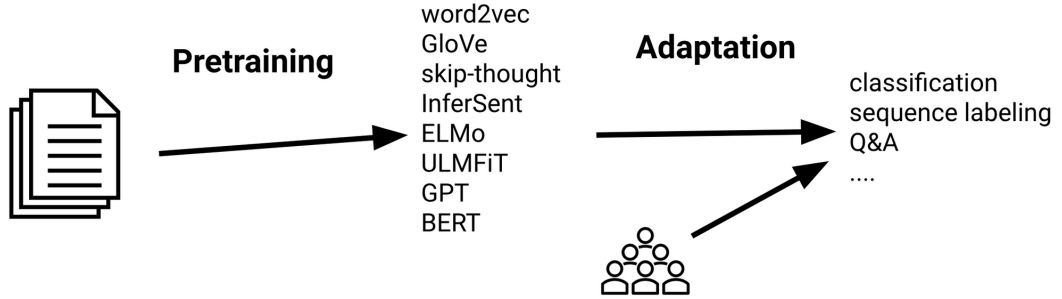 Pretraining
word2vec
GloVe
skip-thought
InferSent
ELMo
ULMFiT
GPT
BERT
Adaptation
classification
sequence labeling
Q&A
....